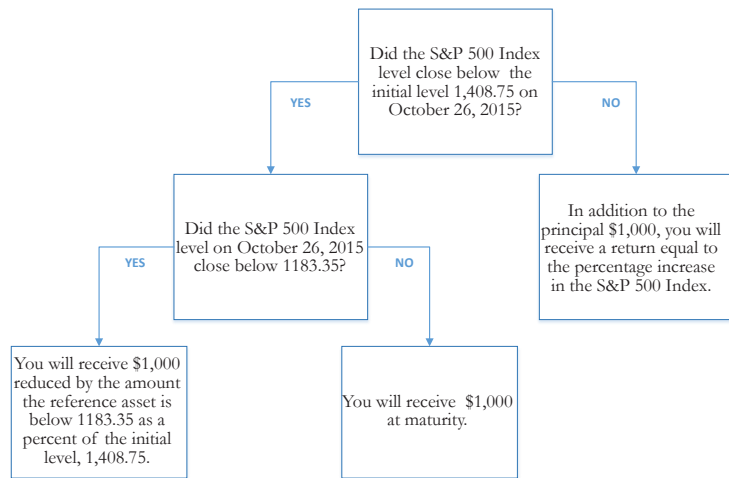 Did the S&P 500 Index
level close below the
initial level 1,408.75 on
October 26, 2015?
YES
NO
Did the S&P 500 Index
level on October 26, 2015
close below 1183.35?
In addition to the
principal $1,000, you will
receive a return equal to
the percentage increase
in the S&P 500 Index.
YES
NO
You will receive $1,000
reduced by the amount
the reference asset is
below 1183.35 as a
percent of the initial
level, 1,408.75.
You will receive $1,000
at maturity.